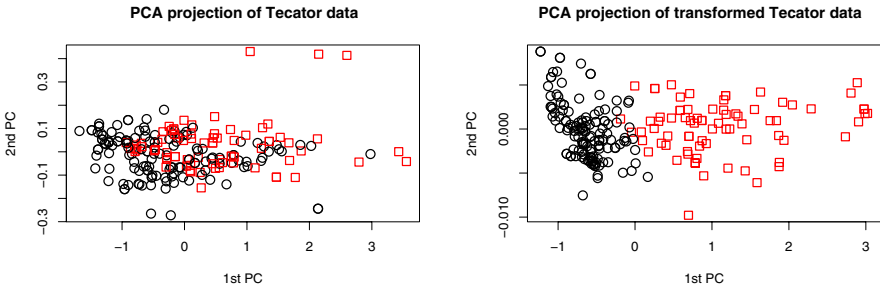 PCA projection of Tecator data
2nd PC
0.3
0.1
−0.1
−0.3
−1
0
1
2
3
1st PC
PCA projection of transformed Tecator data
2nd PC
0.000
−0.010
−1
0
1
2
3
1st PC